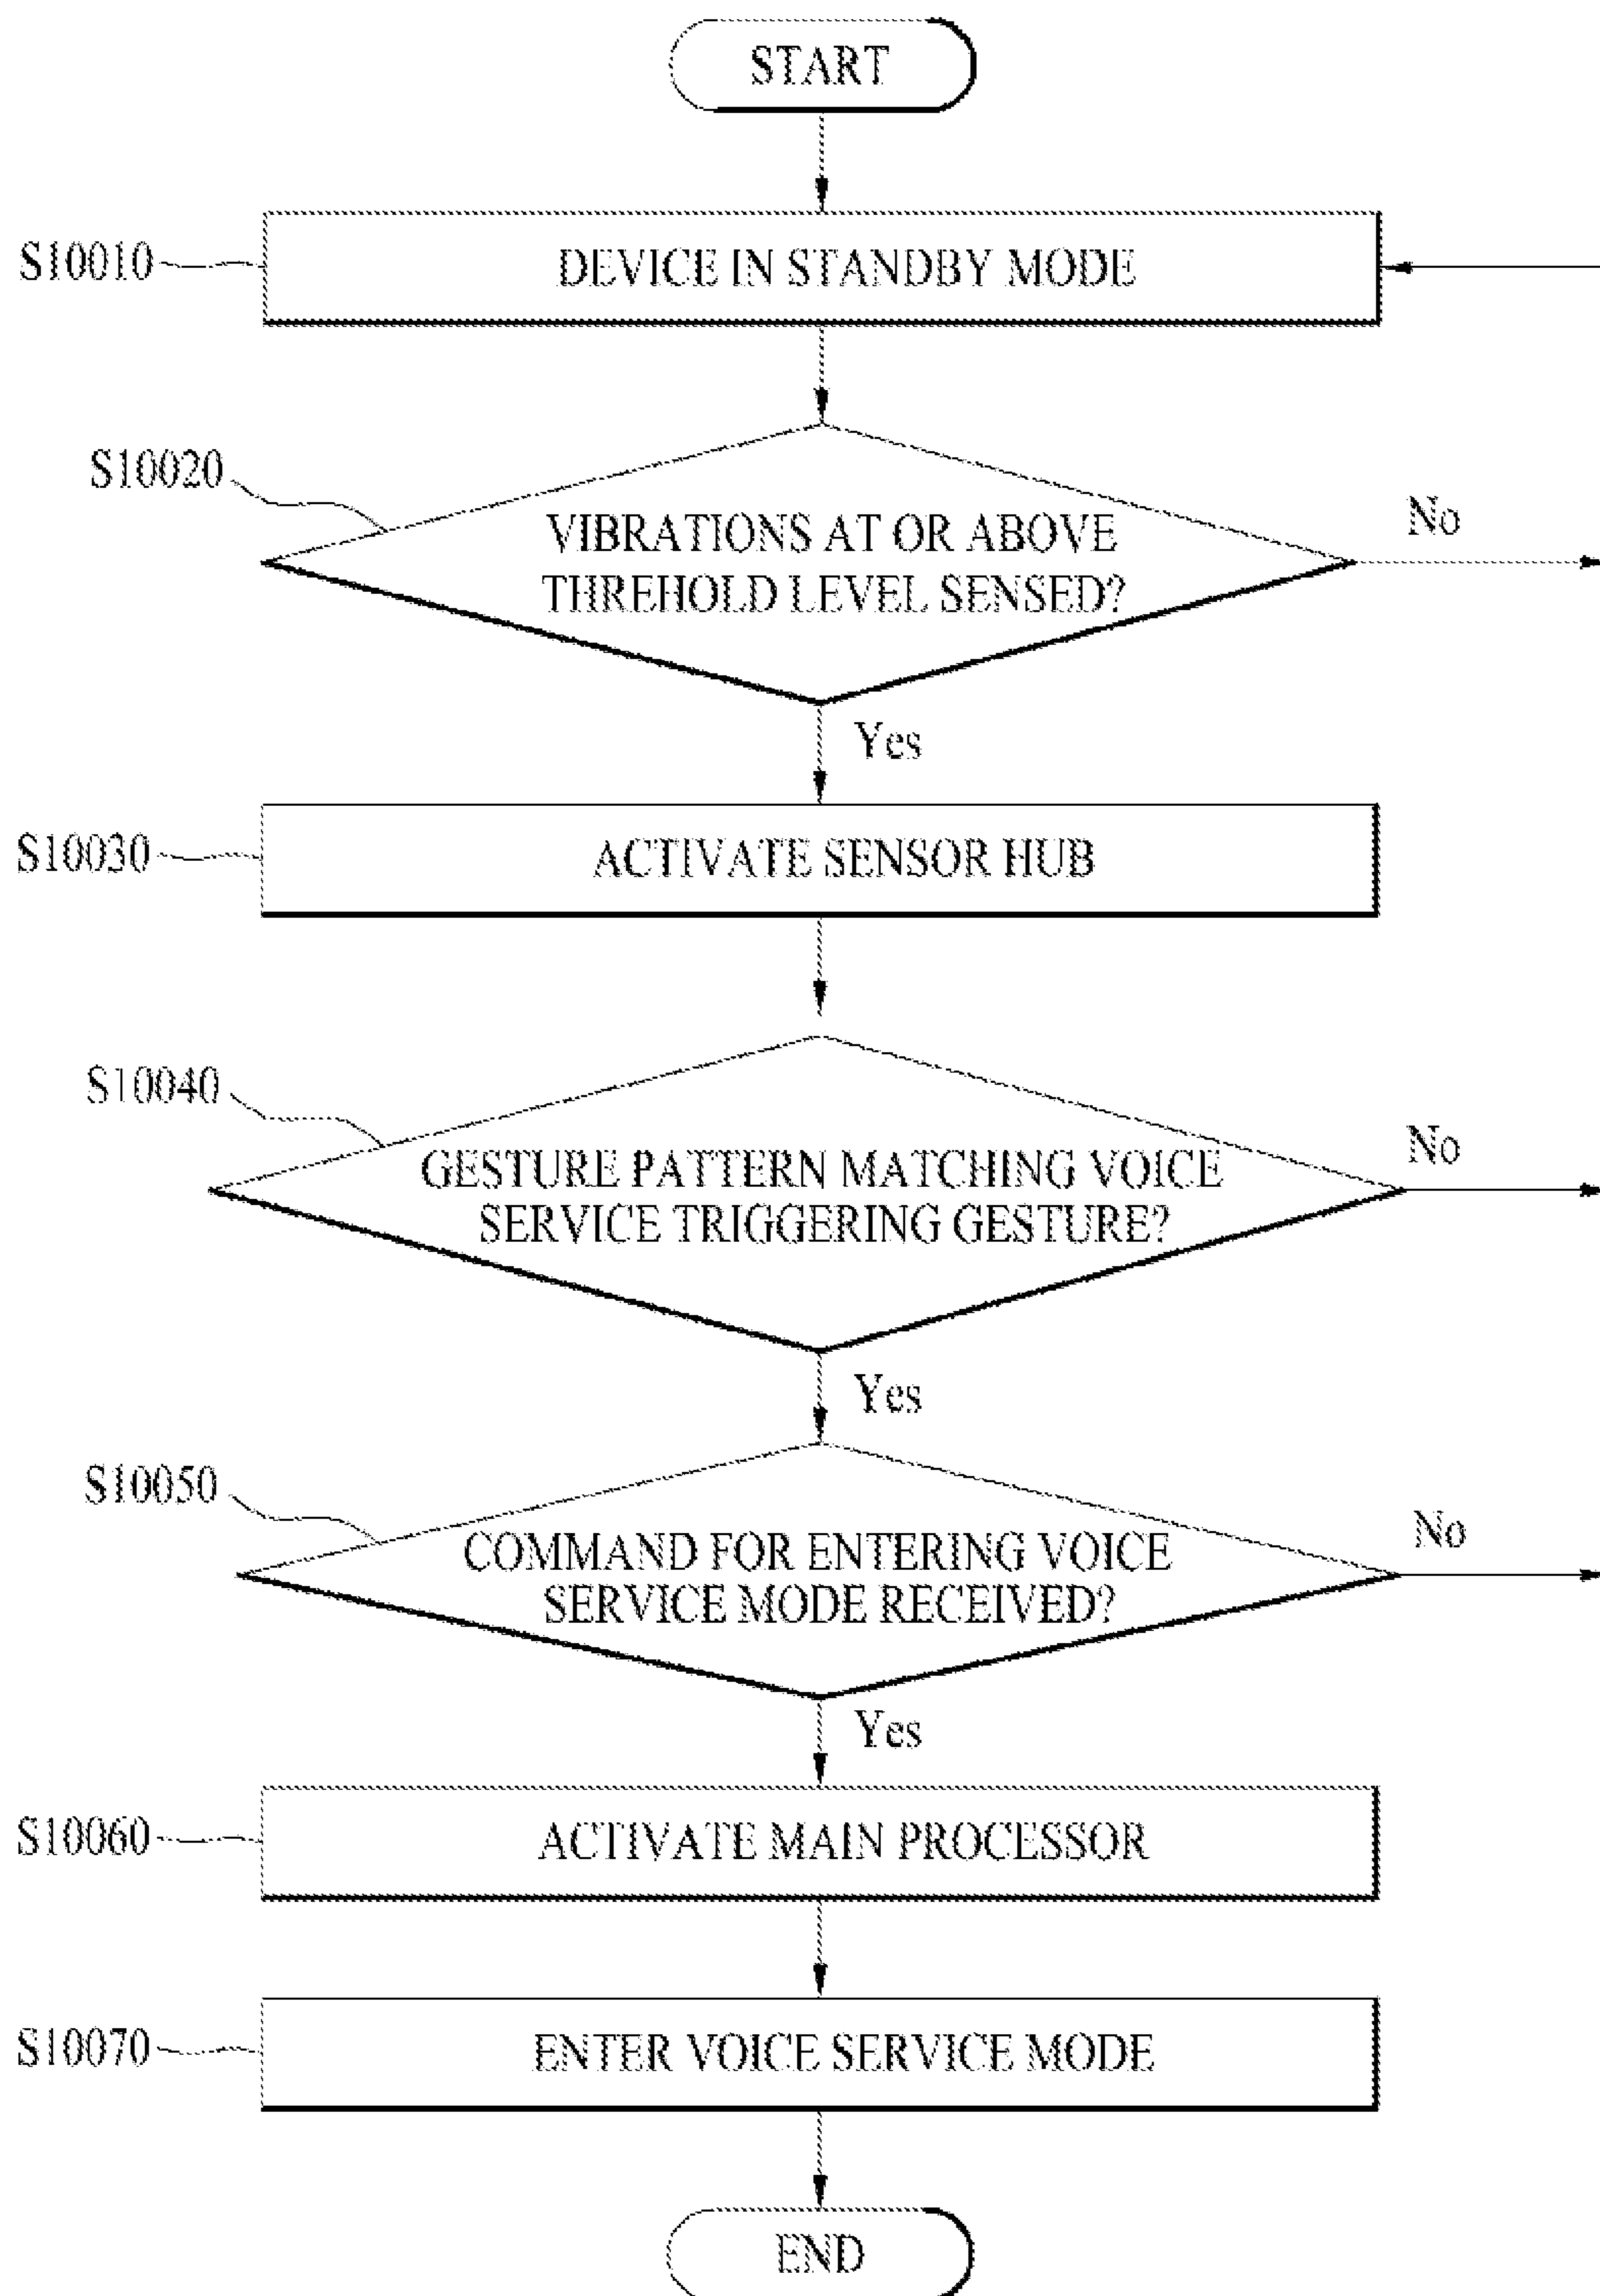 START
S10010
DEVICE IN STANDBY MODE
S10020
VIBRATIONS AT OR ABOVE
THREHOLD LEVEL SENSED?
No
Yes
S10030
ACTIVATE SENSOR HUB
S10040
GESTURE PATTERN MATCHING VOICE
SERVICE TRIGGERING GESTURE?
No
Yes
S10050
COMMAND FOR ENTERING VOICE
SERVICE MODE RECEIVED?
No
Yes
S10060
ACTIVATE MAIN PROCESSOR
S10070
ENTER VOICE SERVICE MODE
END